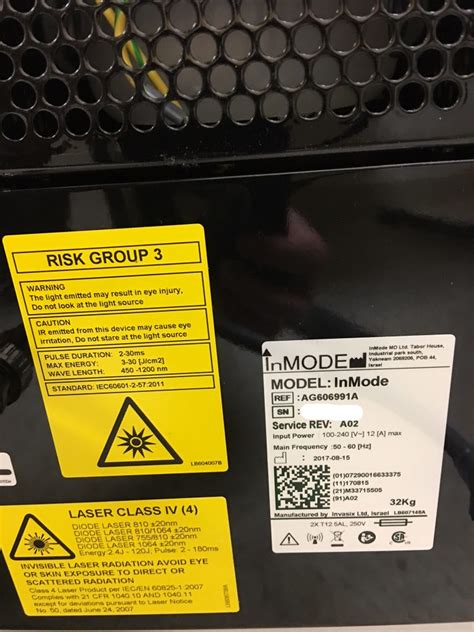 RISK GROUP 3
WARNING
The light emitted may result in eye injury,
Do not look at the light source
CAUTION
IR emitted from this device may cause eye
irritation, Do not stare at the light source
PULSE DURATION: 2-30ms
MAX ENERGY: 3-30 [J/cm2]
WAVE LENGTH: 450 -1200 nm
STANDARD: IEC60601-2-57:2011
LB604007B
LASER CLASS IV (4)
DIODE LASER 810 ±20nm
DIODE LASER 810/1064 ±20nm
DIODE LASER 755/810 ±20nm
DIODE LASER 1064 ±20nm
Energy 2.4J - 120J, Pulse: 2 - 180ms
INVISIBLE LASER RADIATION AVOID EYE
OR SKIN EXPOSURE TO DIRECT OR
SCATTERED RADIATION
Class 4 Laser Product per IEC/EN 60825-1:2007
Complies with 21 CFR 1040.10 AND 1040.11
except for deviations pursuant to Laser Notice
No. 50, dated June 24, 2007
InMODE
InMode MD Ltd. Tabor House,
Industrial park south,
Yokneam 2069206, POB 44,
Israel
MODEL: InMode
REF AG606991A
SN
Service REV: A02
Input Power : 100-240 [V~] 12 [A] max
Main Frequency : 50 - 60 [Hz]
2017-08-15
(01)07290016633375
(11)170815
(21)M33715505
(91)A02
32Kg
Manufactured by Invasix Ltd, Israel LB607148A
2X T12.5AL, 250V